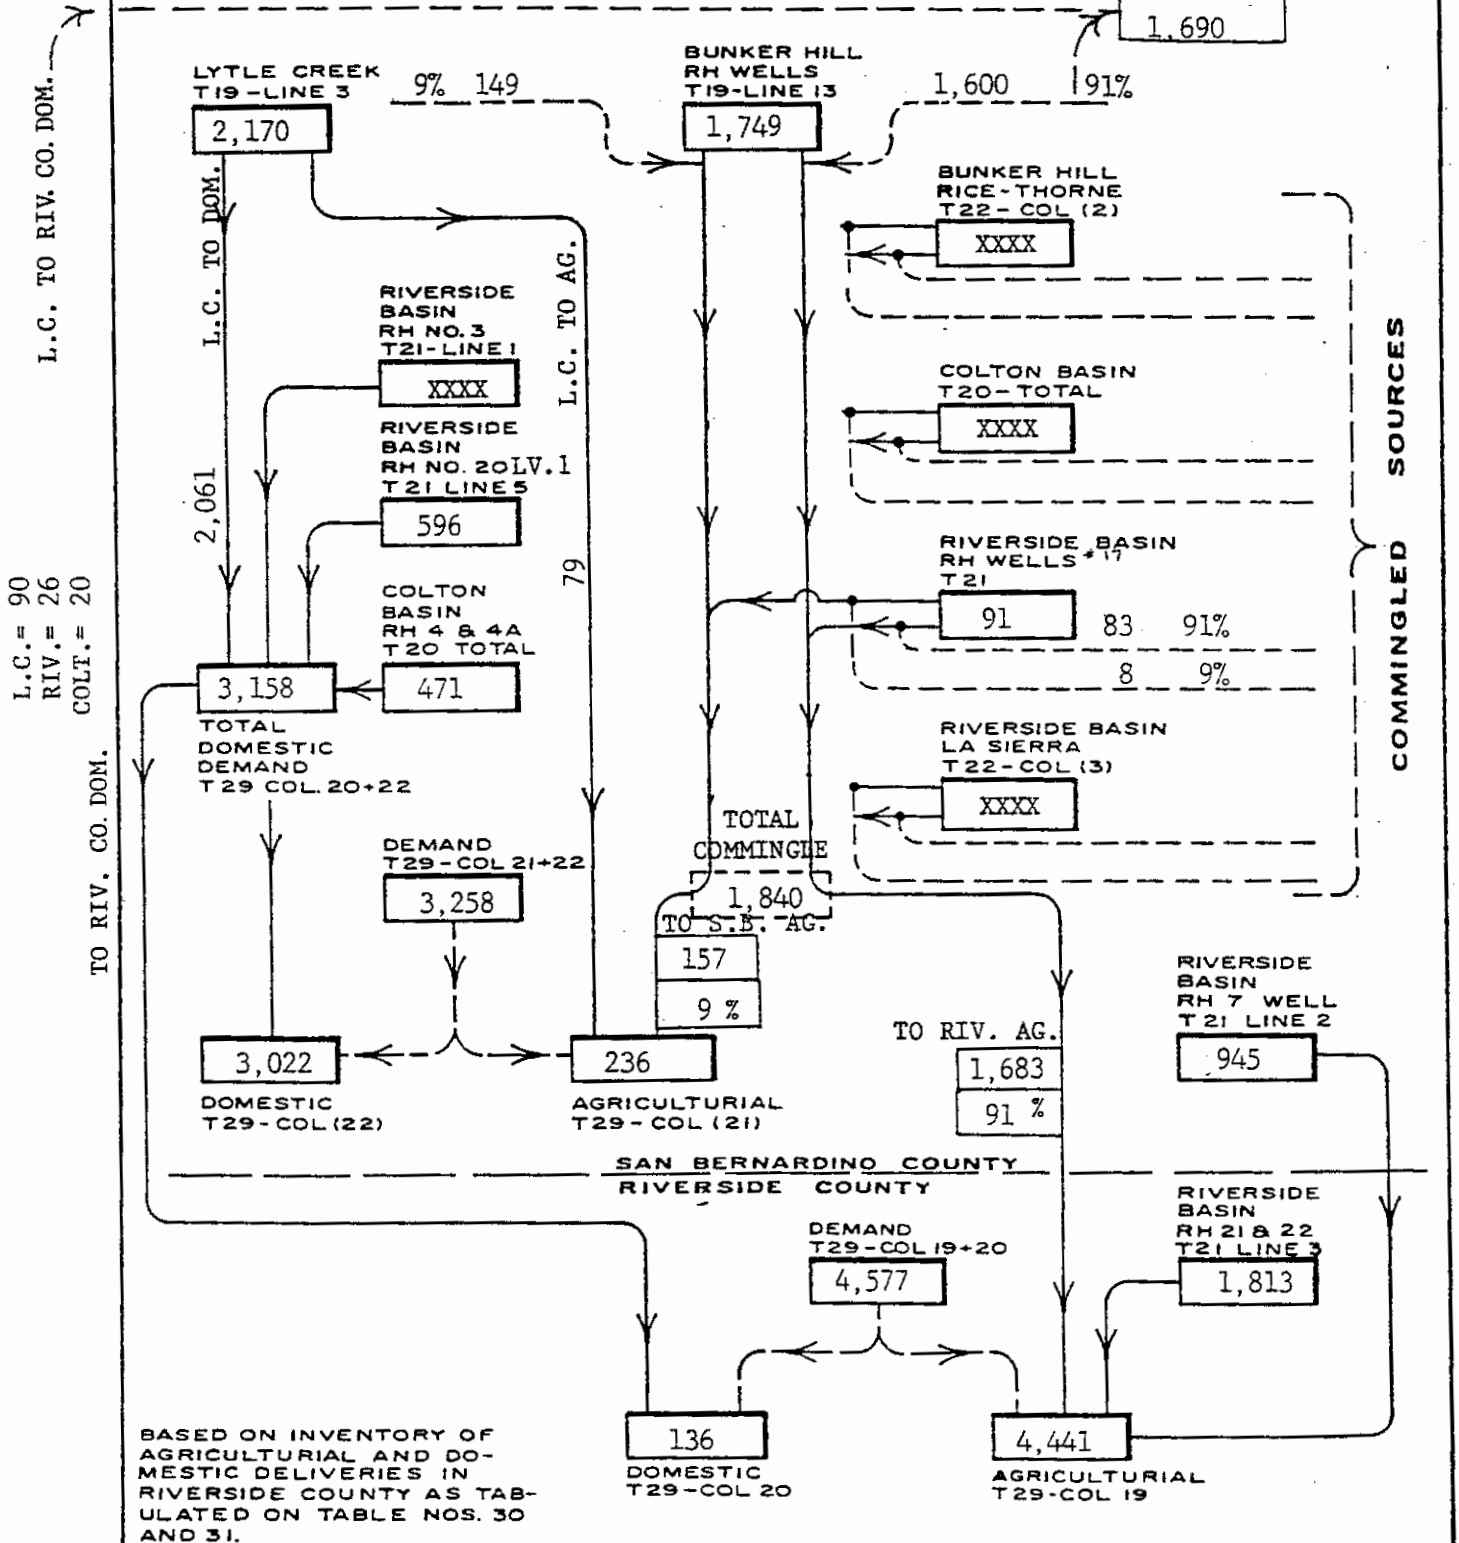 1,690
L.C. TO RIV. CO. DOM.
LYTLE CREEK
T19-LINE 3
2,170
9% 149
BUNKER HILL
RH WELLS
T19-LINE 13
1,749
1,600 91%
L.C. TO DOM.
L.C. TO AG.
BUNKER HILL
RICE-THORNE
T22-COL (2)
XXXX
RIVERSIDE
BASIN
RH NO. 3
T21-LINE 1
XXXX
COLTON BASIN
T20-TOTAL
XXXX
COMMINGLED SOURCES
RIVERSIDE
BASIN
RH NO. 20 LV.1
T21 LINE 5
596
2,061
79
RIVERSIDE BASIN
RH WELLS #17
T21
91
83 91%
8 9%
L.C.= 90
RIV.= 26
COLT.= 20
COLTON
BASIN
RH 4 & 4A
T20 TOTAL
471
3,158
TOTAL
DOMESTIC
DEMAND
T29 COL. 20+22
TO RIV. CO. DOM.
RIVERSIDE BASIN
LA SIERRA
T22-COL (3)
XXXX
TOTAL
COMMINGLE
1,840
DEMAND
T29-COL 21+22
3,258
TO S.B. AG.
157
9 %
3,022
DOMESTIC
T29-COL (22)
236
AGRICULTURIAL
T29-COL (21)
TO RIV. AG.
1,683
91 %
RIVERSIDE
BASIN
RH 7 WELL
T21 LINE 2
945
SAN BERNARDINO COUNTY
RIVERSIDE COUNTY
RIVERSIDE
BASIN
RH 21 & 22
T21 LINE 3
1,813
DEMAND
T29-COL 19+20
4,577
136
DOMESTIC
T29-COL 20
4,441
AGRICULTURIAL
T29-COL 19
BASED ON INVENTORY OF
AGRICULTURIAL AND DO-
MESTIC DELIVERIES IN
RIVERSIDE COUNTY AS TAB-
ULATED ON TABLE NOS. 30
AND 31.